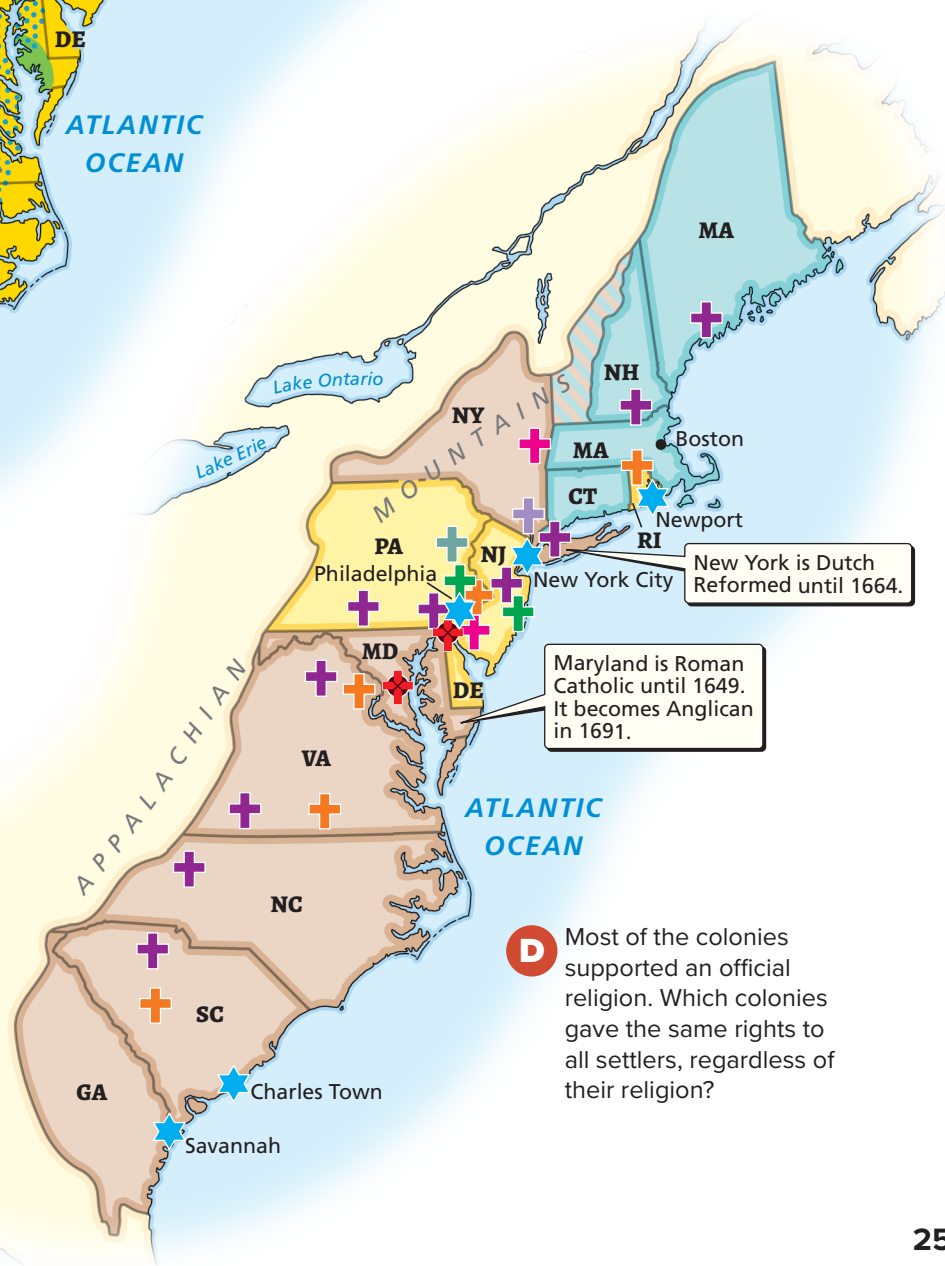 DE
ATLANTIC
OCEAN
MA
Lake Ontario
NH
NY
MOUNTAINS
Boston
MA
Lake Erie
CT
Newport
RI
PA
NJ
Philadelphia
New York City
New York is Dutch
Reformed until 1664.
MD
DE
Maryland is Roman
Catholic until 1649.
It becomes Anglican
in 1691.
APPALACHIAN
VA
ATLANTIC
OCEAN
NC
D
Most of the colonies
supported an official
religion. Which colonies
gave the same rights to
all settlers, regardless of
their religion?
SC
GA
Charles Town
Savannah
25